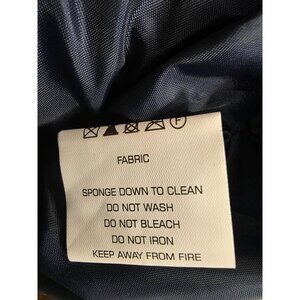 FABRIC
SPONGE DOWN TO CLEAN
DO NOT WASH
DO NOT BLEACH
DO NOT IRON
KEEP AWAY FROM FIRE